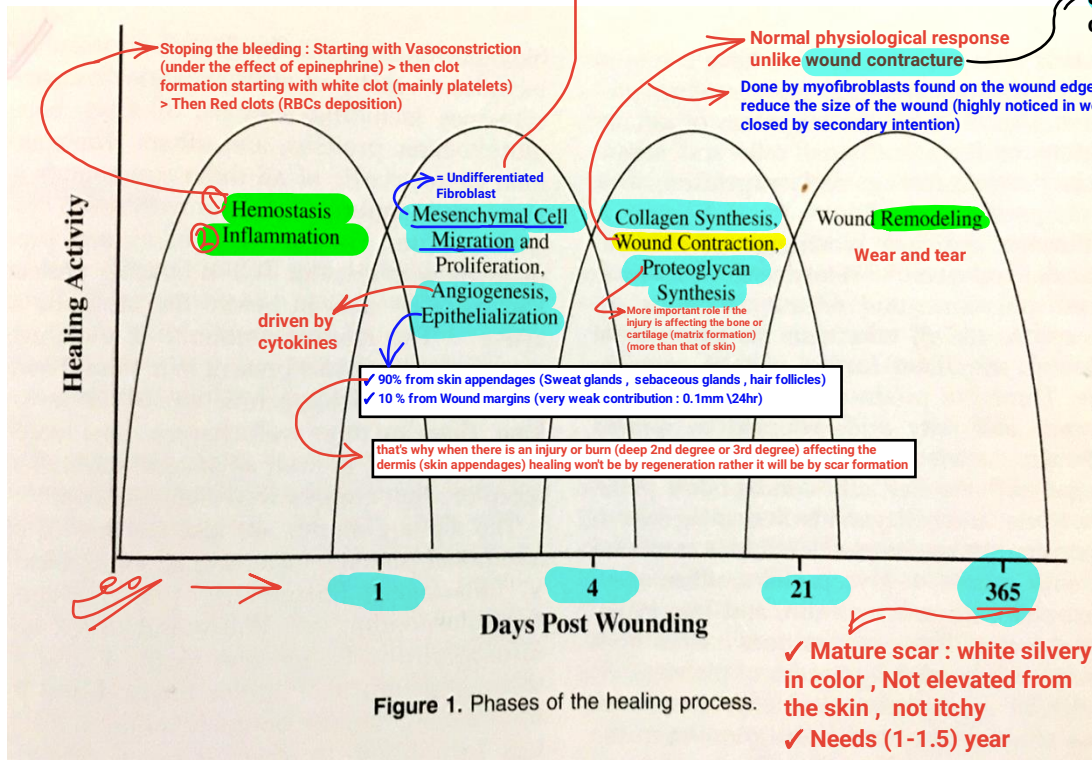 Stoping the bleeding : Starting with Vasoconstriction
(under the effect of epinephrine) > then clot
formation starting with white clot (mainly platelets)
> Then Red clots (RBCs deposition)
Normal physiological response
unlike wound contracture
Done by myofibroblasts found on the wound edge
reduce the size of the wound (highly noticed in
closed by secondary intention)
Healing Activity
1
Hemostasis
2
Inflammation
= Undifferentiated
Fibroblast
Mesenchymal Cell
Migration and
Proliferation,
Angiogenesis,
Epithelialization
driven by
cytokines
Collagen Synthesis,
Wound Contraction,
Proteoglycan
Synthesis
More important role if the
injury is affecting the bone or
cartilage (matrix formation)
(more than that of skin)
Wound Remodeling
Wear and tear
✓ 90% from skin appendages (Sweat glands , sebaceous glands , hair follicles)
✓ 10 % from Wound margins (very weak contribution : 0.1mm \24hr)
that's why when there is an injury or burn (deep 2nd degree or 3rd degree) affecting the
dermis (skin appendages) healing won't be by regeneration rather it will be by scar formation
1 4 21 365
Days Post Wounding
✓ Mature scar : white silvery
in color , Not elevated from
the skin , not itchy
✓ Needs (1-1.5) year
Figure 1. Phases of the healing process.